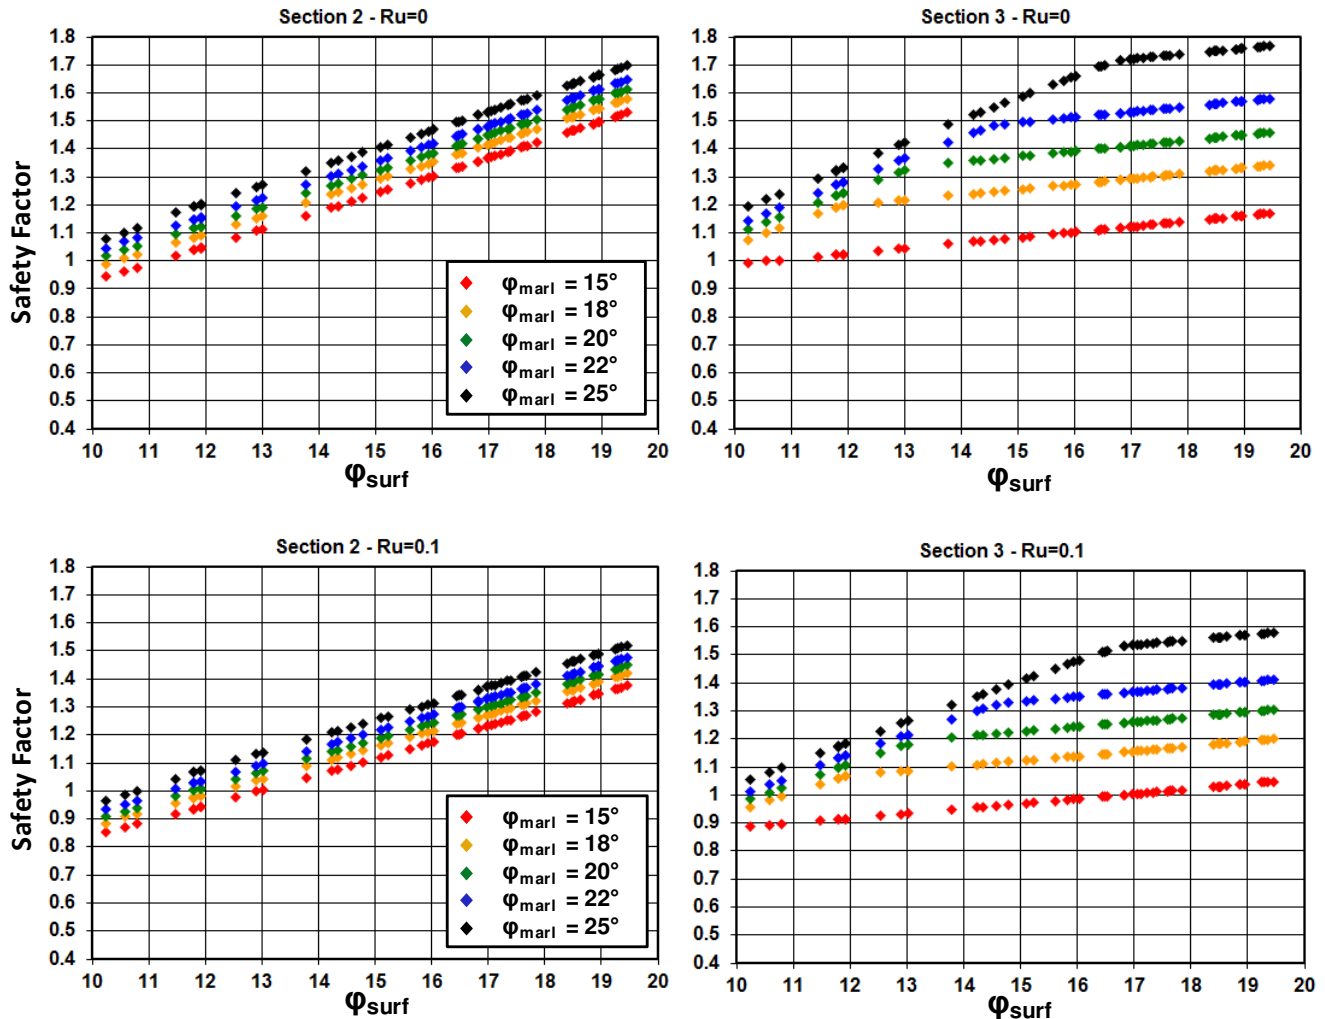 Section 2 - Ru=0
Section 3 - Ru=0
Safety Factor
1.8
1.7
1.6
1.5
1.4
1.3
1.2
1.1
1
0.9
0.8
0.7
0.6
0.5
0.4
φmarl = 15°
φmarl = 18°
φmarl = 20°
φmarl = 22°
φmarl = 25°
10 11 12 13 14 15 16 17 18 19 20
φsurf
1.8
1.7
1.6
1.5
1.4
1.3
1.2
1.1
1
0.9
0.8
0.7
0.6
0.5
0.4
10 11 12 13 14 15 16 17 18 19 20
φsurf
Section 2 - Ru=0.1
Section 3 - Ru=0.1
Safety Factor
1.8
1.7
1.6
1.5
1.4
1.3
1.2
1.1
1
0.9
0.8
0.7
0.6
0.5
0.4
φmarl = 15°
φmarl = 18°
φmarl = 20°
φmarl = 22°
φmarl = 25°
10 11 12 13 14 15 16 17 18 19 20
φsurf
1.8
1.7
1.6
1.5
1.4
1.3
1.2
1.1
1
0.9
0.8
0.7
0.6
0.5
0.4
10 11 12 13 14 15 16 17 18 19 20
φsurf